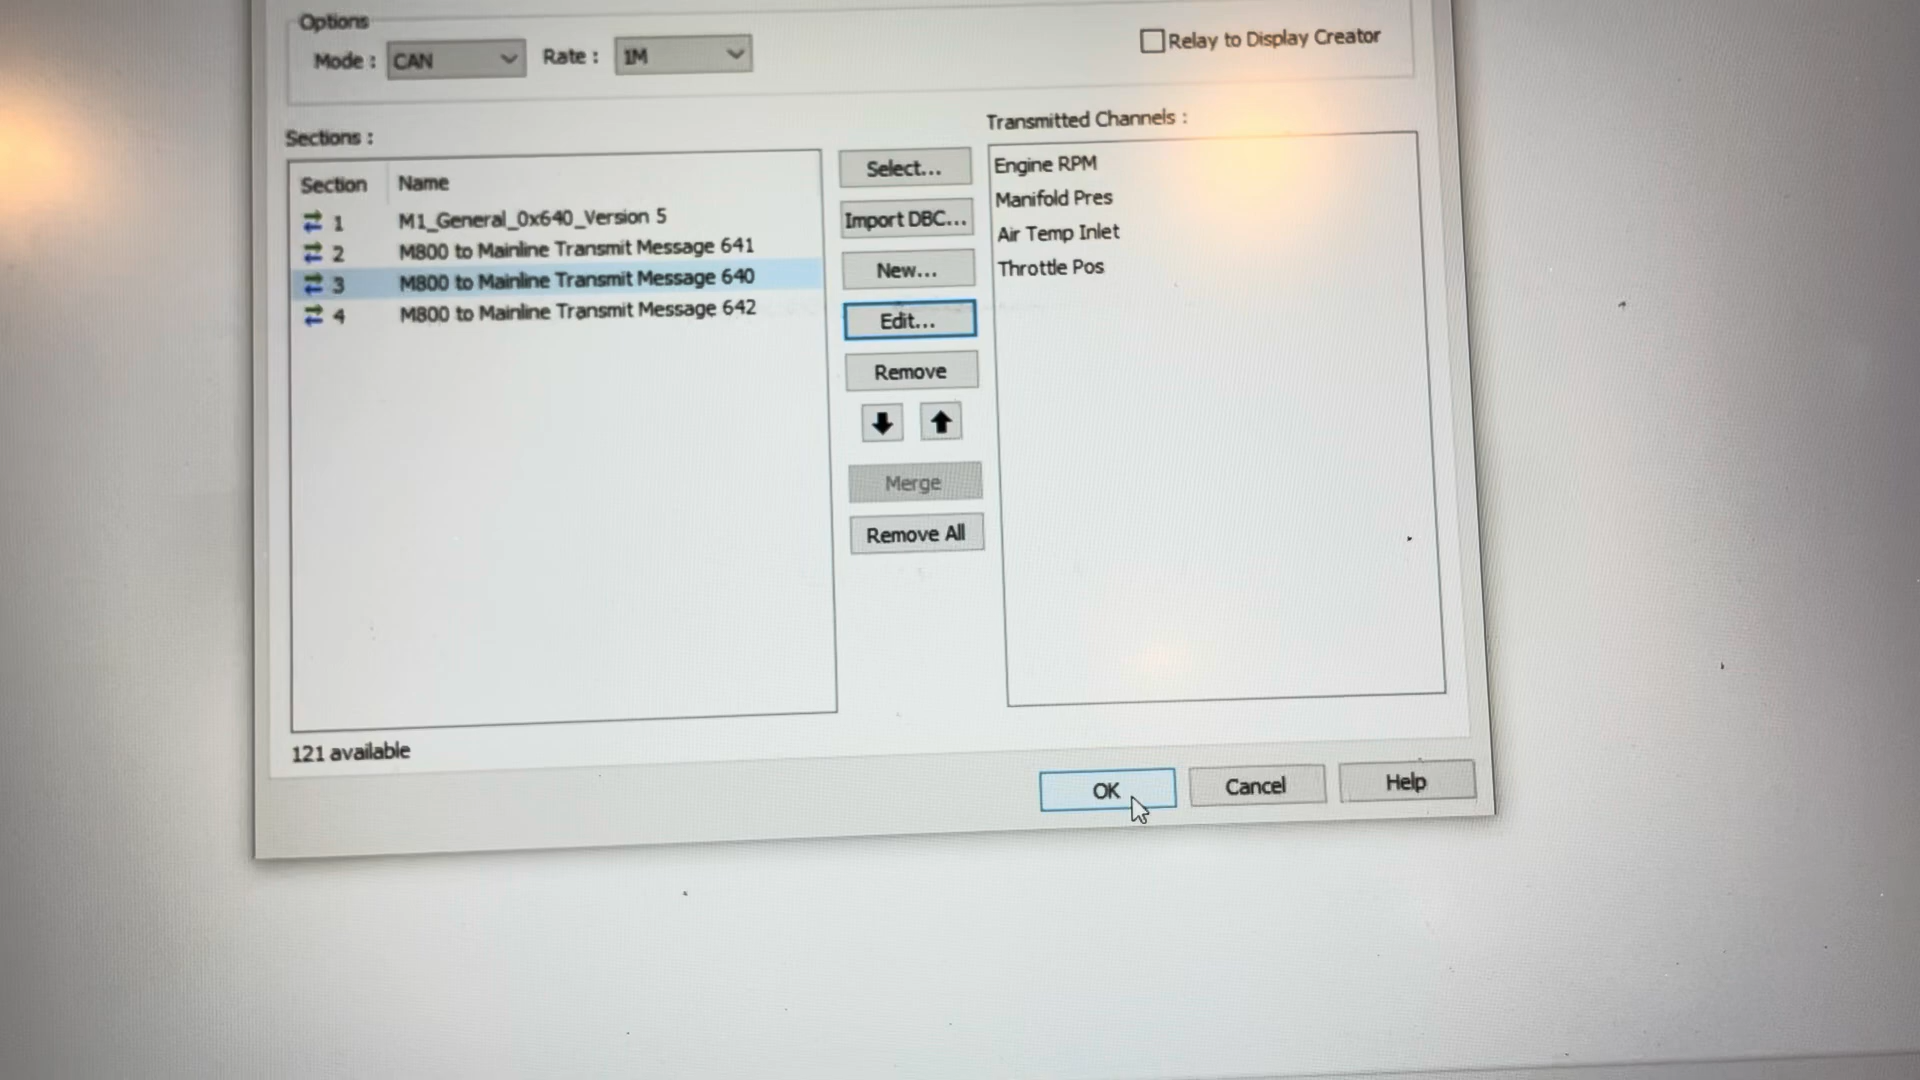 Options
Mode : CAN Rate : 1M
Relay to Display Creator
Sections :
Section Name
1 M1_General_0x640_Version 5
2 M800 to Mainline Transmit Message 641
3 M800 to Mainline Transmit Message 640
4 M800 to Mainline Transmit Message 642
121 available
Select...
Import DBC...
New...
Edit...
Remove
Merge
Remove All
Transmitted Channels :
Engine RPM
Manifold Pres
Air Temp Inlet
Throttle Pos
OK Cancel Help